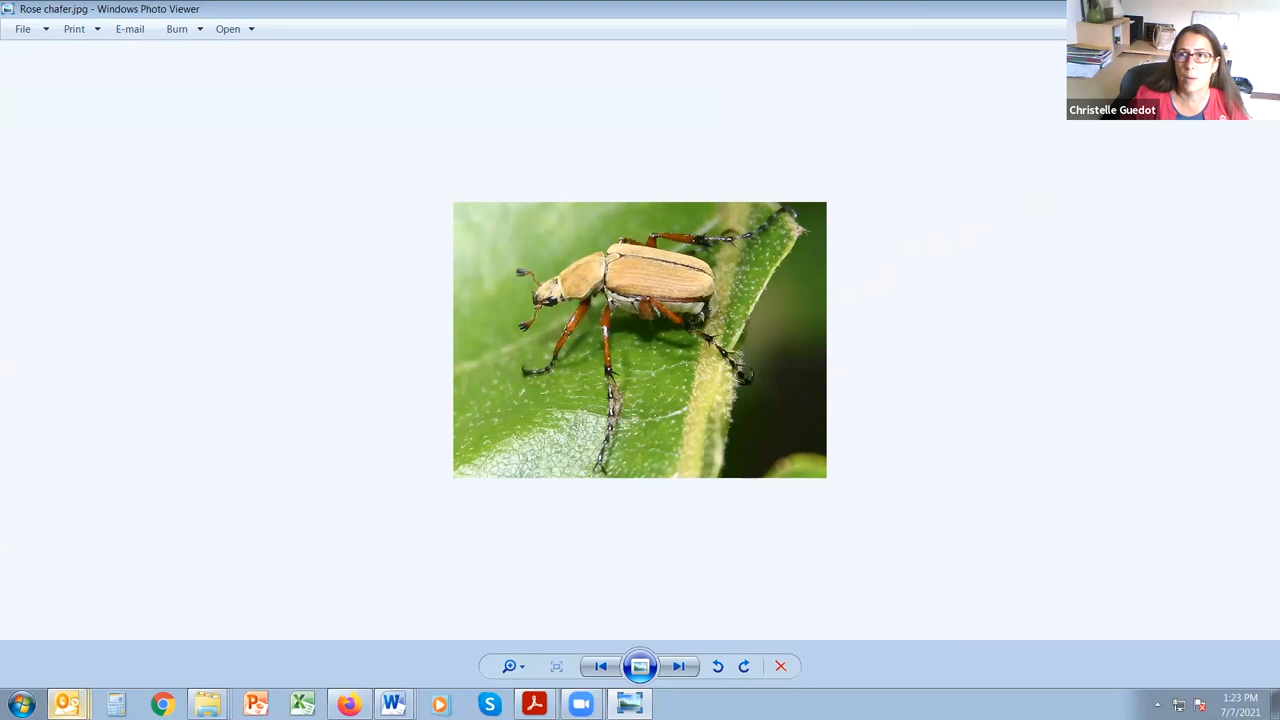 Rose chafer.jpg - Windows Photo Viewer
File Print E-mail Burn Open
Christelle Guedot
1:23 PM
7/7/2021